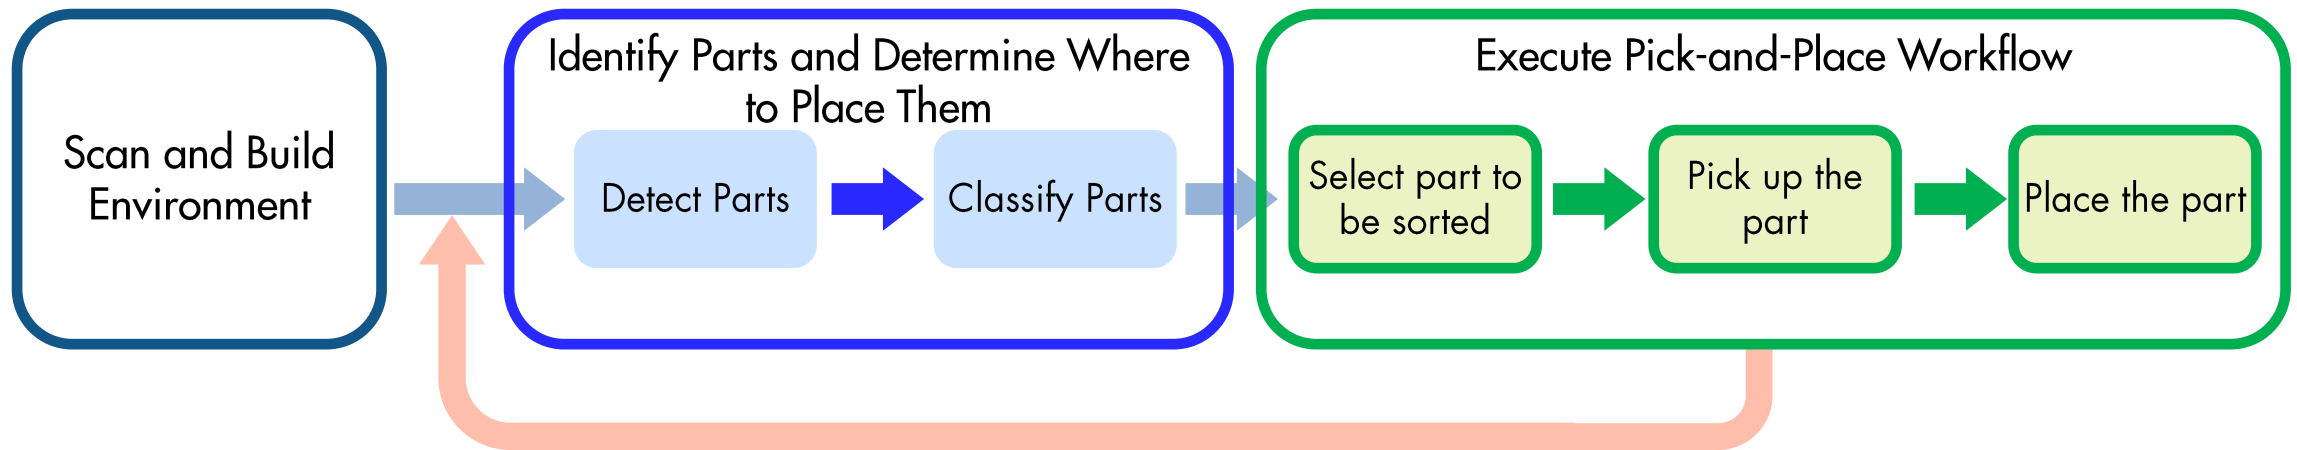 Scan and Build
Environment
Identify Parts and Determine Where
to Place Them
Detect Parts
Classify Parts
Execute Pick-and-Place Workflow
Select part to
be sorted
Pick up the
part
Place the part